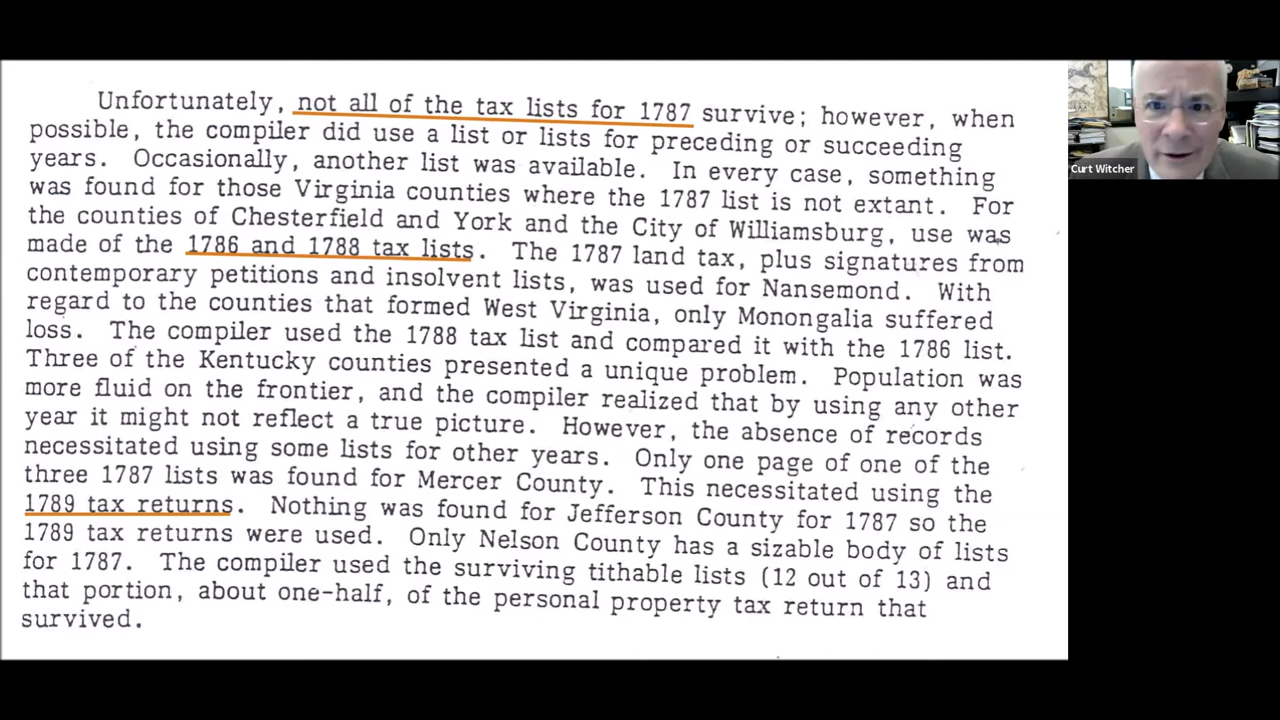 Unfortunately, not all of the tax lists for 1787 survive; however, when
possible, the compiler did use a list or lists for preceding or succeeding
years. Occasionally, another list was available. In every case, something
was found for those Virginia counties where the 1787 list is not extant. For
the counties of Chesterfield and York and the City of Williamsburg, use was
made of the 1786 and 1788 tax lists. The 1787 land tax, plus signatures from
contemporary petitions and insolvent lists, was used for Nansemond. With
regard to the counties that formed West Virginia, only Monongalia suffered
loss. The compiler used the 1788 tax list and compared it with the 1786 list.
Three of the Kentucky counties presented a unique problem. Population was
more fluid on the frontier, and the compiler realized that by using any other
year it might not reflect a true picture. However, the absence of records
necessitated using some lists for other years. Only one page of one of the
three 1787 lists was found for Mercer County. This necessitated using the
1789 tax returns. Nothing was found for Jefferson County for 1787 so the
1789 tax returns were used. Only Nelson County has a sizable body of lists
for 1787. The compiler used the surviving tithable lists (12 out of 13) and
that portion, about one-half, of the personal property tax return that
survived.
Curt Witcher